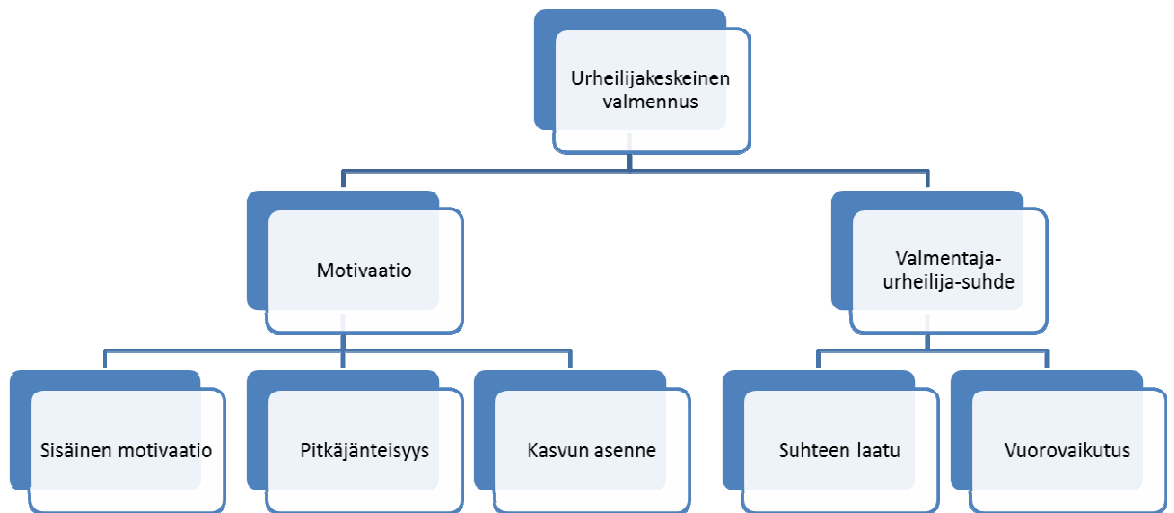 Urheilijakeskeinen
valmennus
Motivaatio
Valmentaja-
urheilija-suhde
Sisäinen motivaatio
Pitkäjänteisyys
Kasvun asenne
Suhteen laatu
Vuorovaikutus